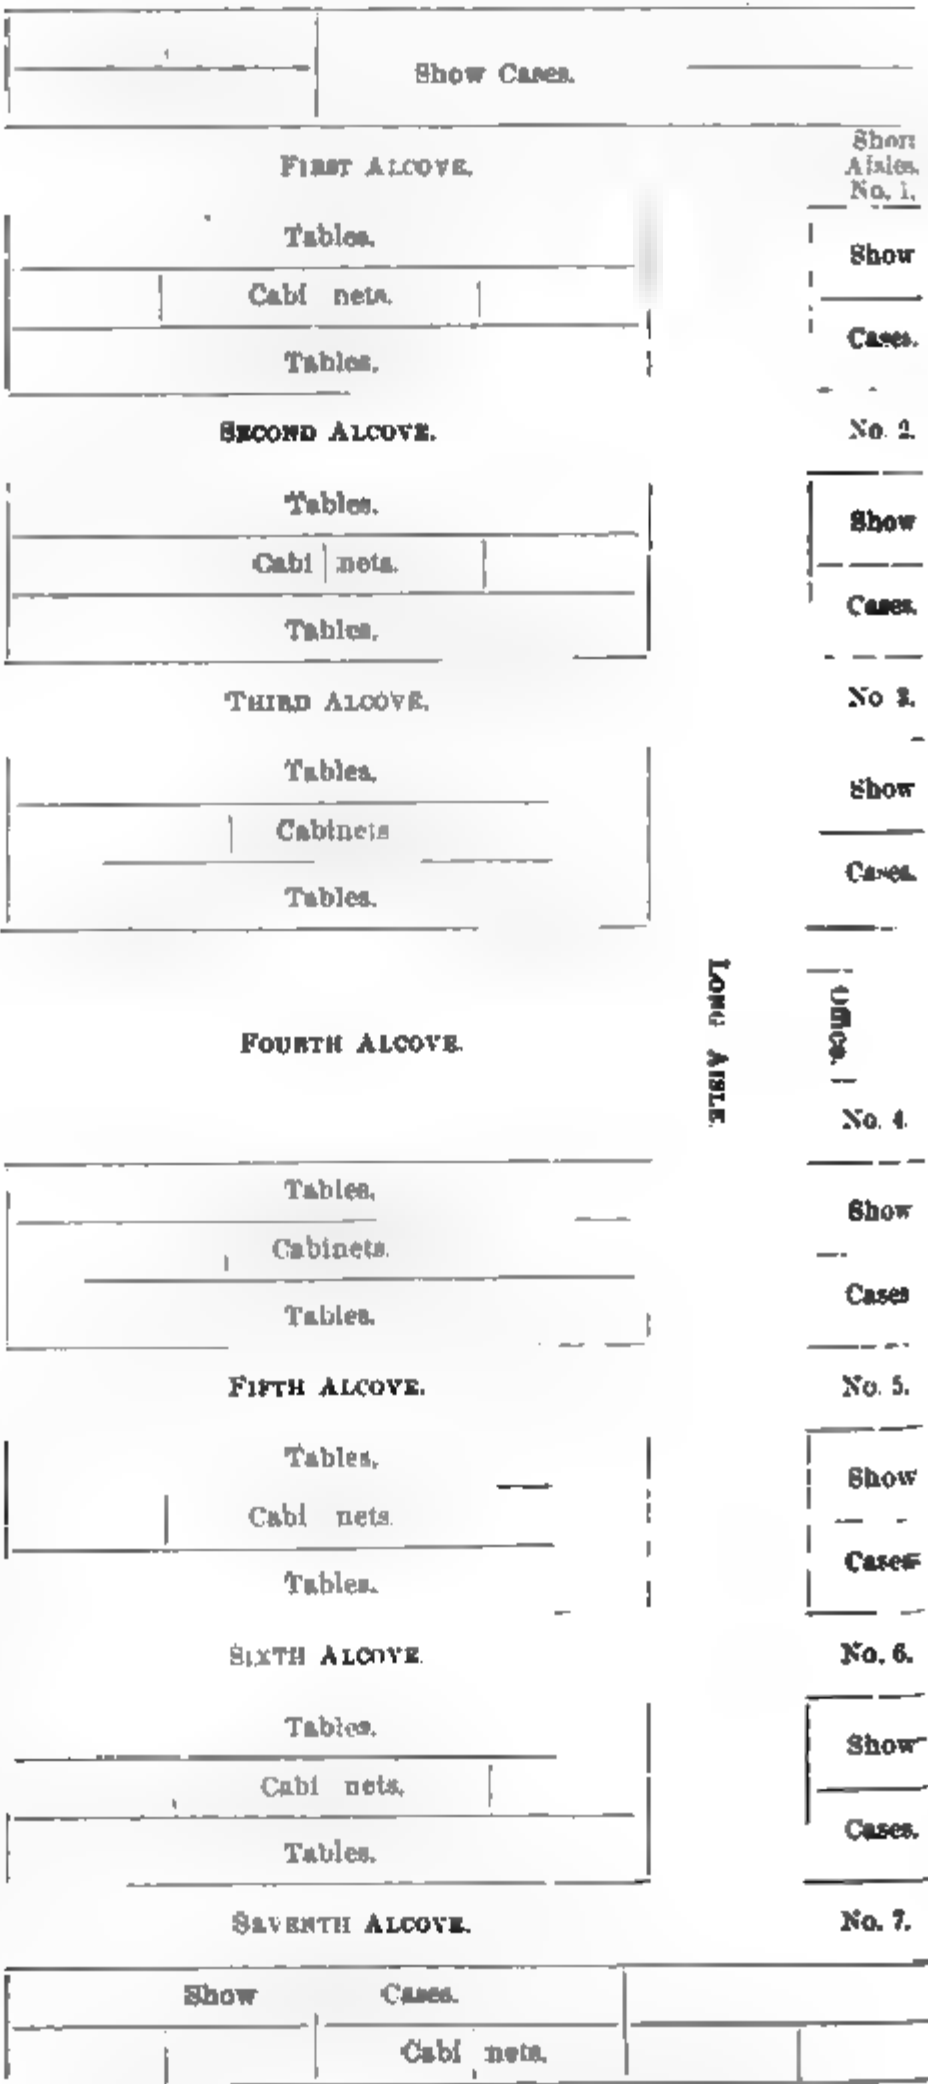 Show Cases.
FIRST ALCOVE.
Short
Aisles.
No. 1.
Tables.
Show
Cabi nets.
Cases.
Tables.
SECOND ALCOVE.
No. 2.
Tables.
Show
Cabi nets.
Cases.
Tables.
THIRD ALCOVE.
No 3.
Tables.
Show
Cabinets
Cases.
Tables.
LONG AISLE.
Office.
FOURTH ALCOVE.
No. 4.
Tables.
Show
Cabinets.
Cases
Tables.
FIFTH ALCOVE.
No. 5.
Tables.
Show
Cabi nets.
Cases
Tables.
SIXTH ALCOVE.
No. 6.
Tables.
Show
Cabi nets.
Cases.
Tables.
SEVENTH ALCOVE.
No. 7.
Show Cases.
Cabi nets.